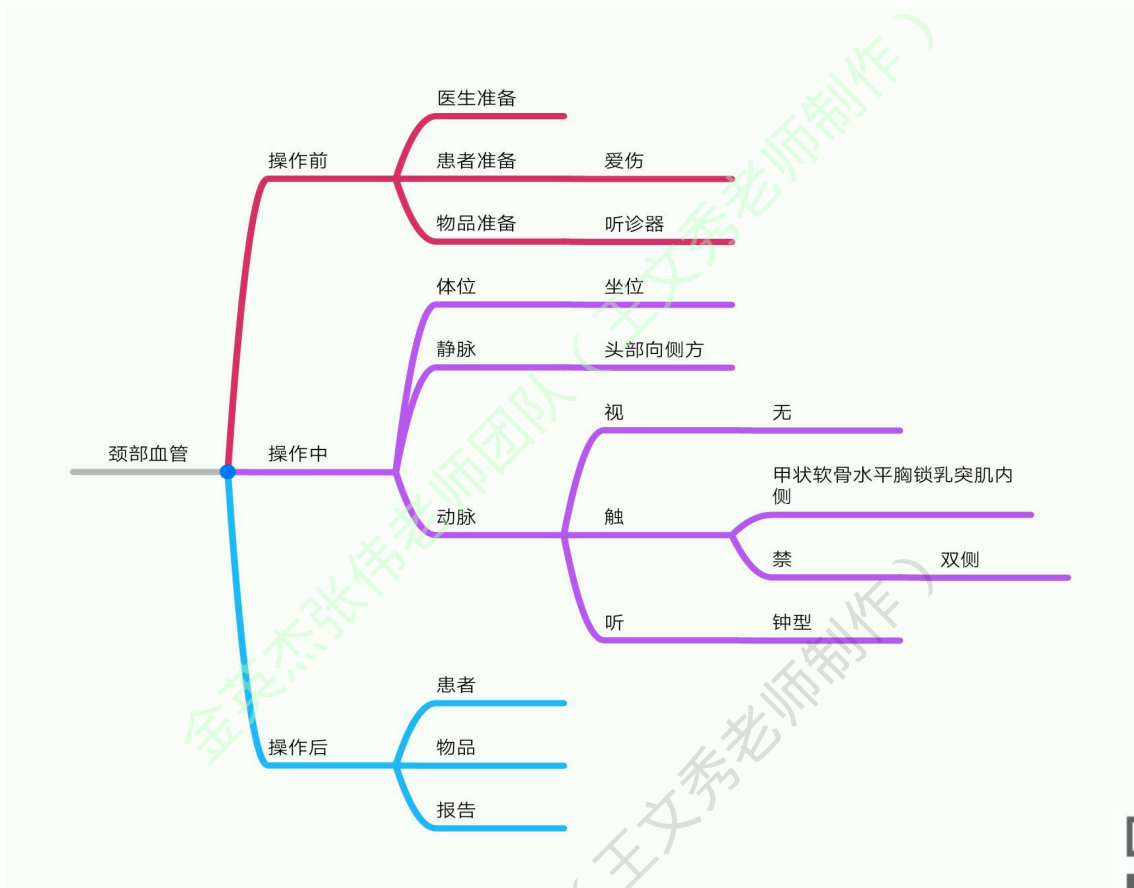 医生准备
操作前
患者准备
爱伤
物品准备
听诊器
体位
坐位
静脉
头部向侧方
视
无
颈部血管
操作中
甲状软骨水平胸锁乳突肌内
侧
动脉
触
禁
双侧
听
钟型
患者
操作后
物品
报告
金英杰张伟老师团队（王文秀老师制作）
（王文秀老师制作）